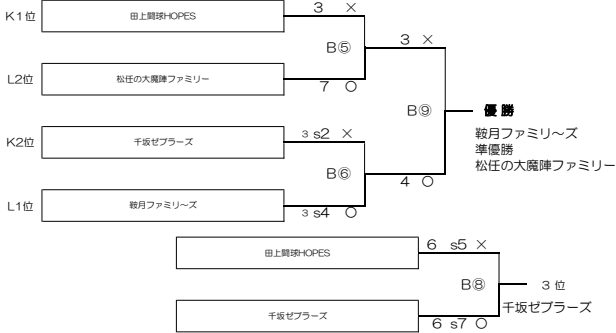 K1位 田上闘球HOPES 3 ×
B⑤ 3 ×
L2位 松任の大魔陣ファミリー 7 ○
B⑨ 優勝
鞍月ファミリ～ズ
準優勝
松任の大魔陣ファミリー
K2位 千坂ゼブラーズ 3 s2 ×
B⑥ 4 ○
L1位 鞍月ファミリ～ズ 3 s4 ○
田上闘球HOPES 6 s5 ×
B⑧ 3 位
千坂ゼブラーズ
千坂ゼブラーズ 6 s7 ○